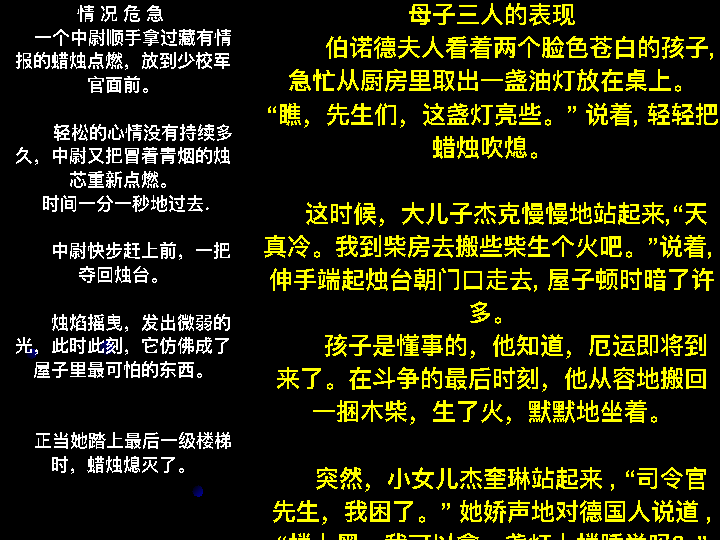 情 况 危 急
一个中尉顺手拿过藏有情
报的蜡烛点燃，放到少校军
官面前。
轻松的心情没有持续多
久，中尉又把冒着青烟的烛
芯重新点燃。
时间一分一秒地过去.
中尉快步赶上前，一把
夺回烛台。
烛焰摇曳，发出微弱的
光，此时此刻，它仿佛成了
屋子里最可怕的东西。
正当她踏上最后一级楼梯
时，蜡烛熄灭了。
母子三人的表现
伯诺德夫人看着两个脸色苍白的孩子,
急忙从厨房里取出一盏油灯放在桌上。
“瞧，先生们，这盏灯亮些。” 说着, 轻轻把
蜡烛吹熄。
这时候，大儿子杰克慢慢地站起来,“天
真冷。我到柴房去搬些柴生个火吧。”说着,
伸手端起烛台朝门口走去, 屋子顿时暗了许
多。
孩子是懂事的，他知道，厄运即将到
来了。在斗争的最后时刻，他从容地搬回
一捆木柴，生了火，默默地坐着。
突然，小女儿杰奎琳站起来 , “司令官
先生，我困了。” 她娇声地对德国人说道 ,
“楼上黑，我可以拿一盏灯上楼睡觉吗？”